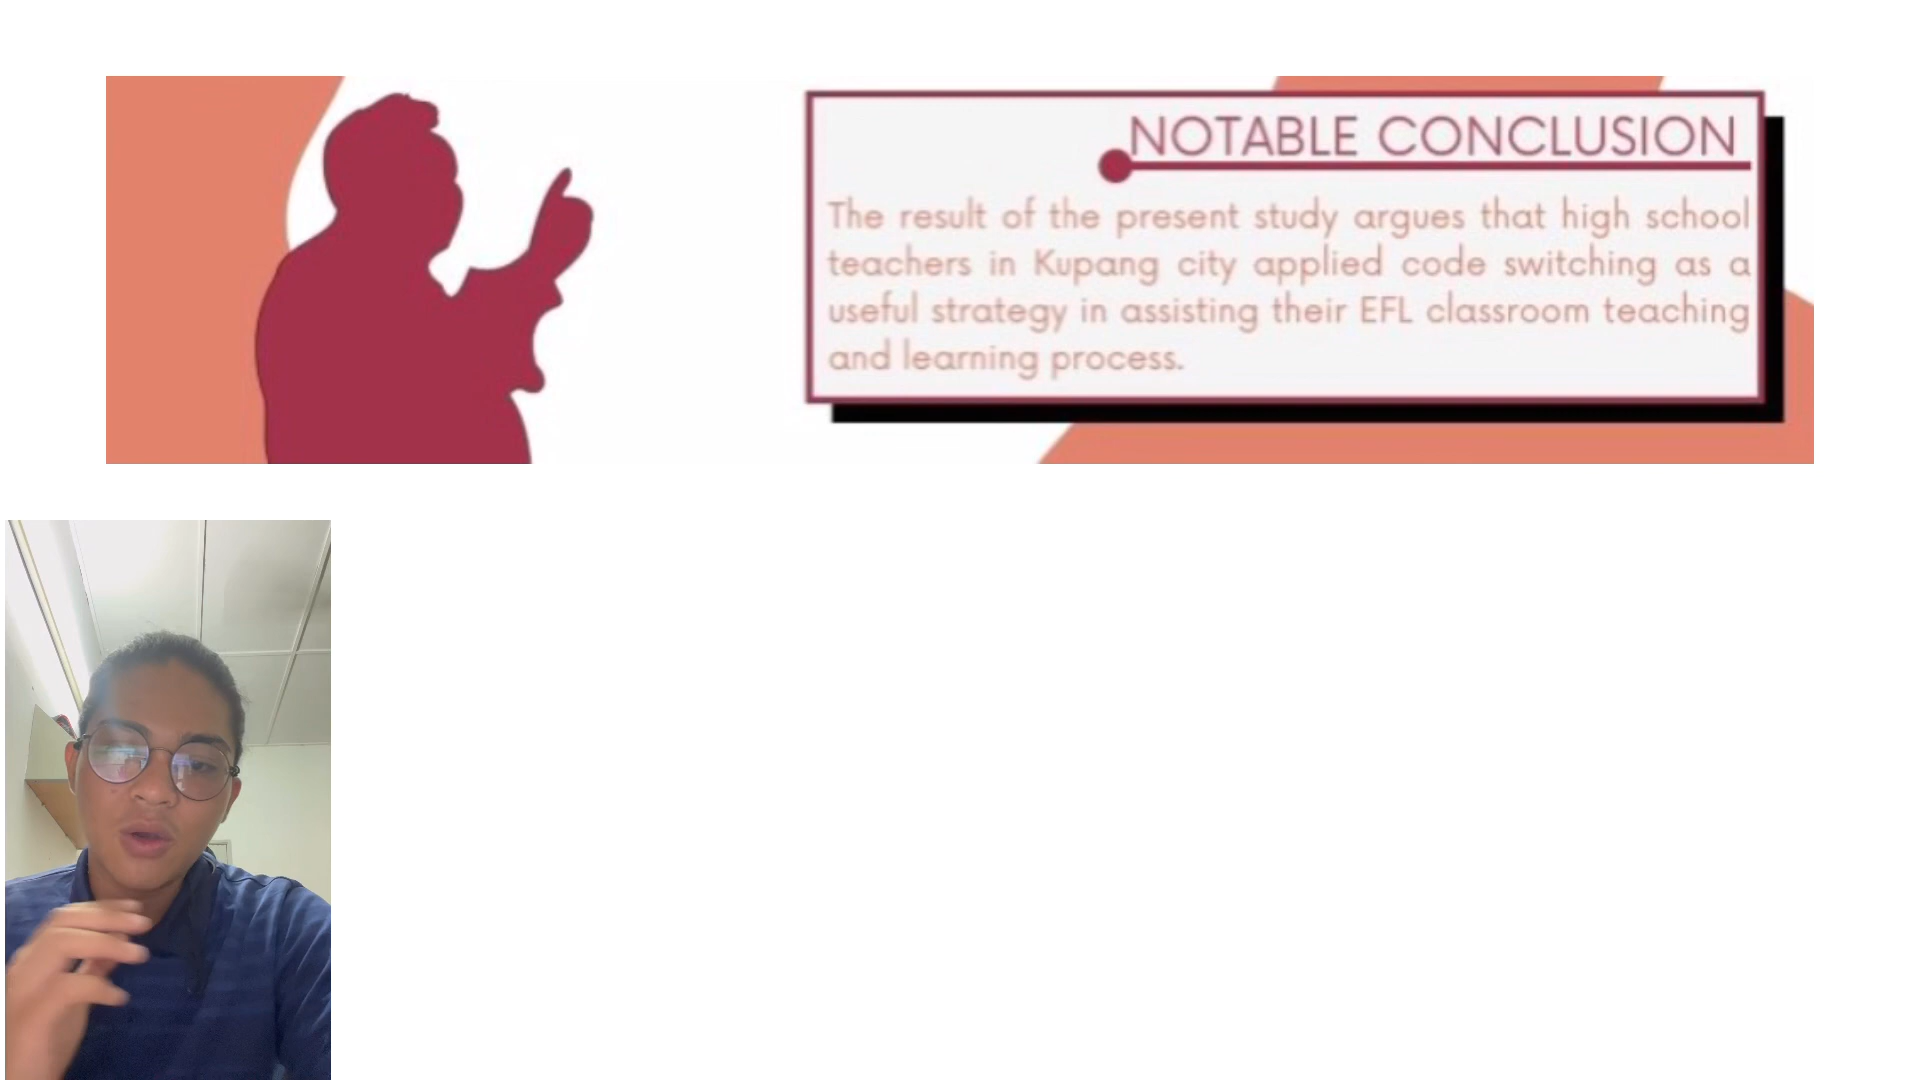 NOTABLE CONCLUSION
The result of the present study argues that high school
teachers in Kupang city applied code switching as a
useful strategy in assisting their EFL classroom teaching
and learning process.